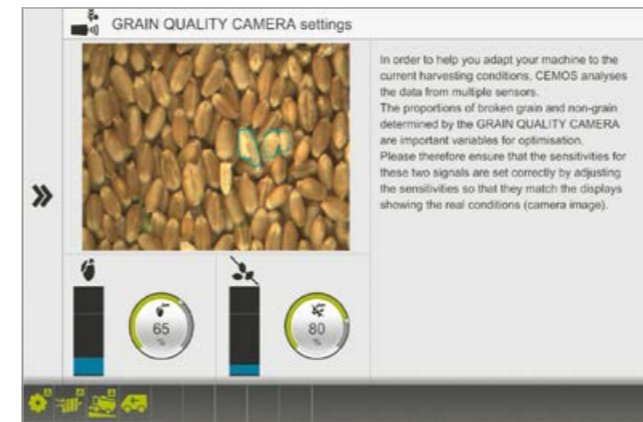 GRAIN QUALITY CAMERA settings
In order to help you adapt your machine to the
current harvesting conditions, CEMOS analyses
the data from multiple sensors.
The proportions of broken grain and non-grain
determined by the GRAIN QUALITY CAMERA
are important variables for optimisation.
Please therefore ensure that the sensitivities for
these two signals are set correctly by adjusting
the sensitivities so that they match the displays
showing the real conditions (camera image).
65
%
80
%